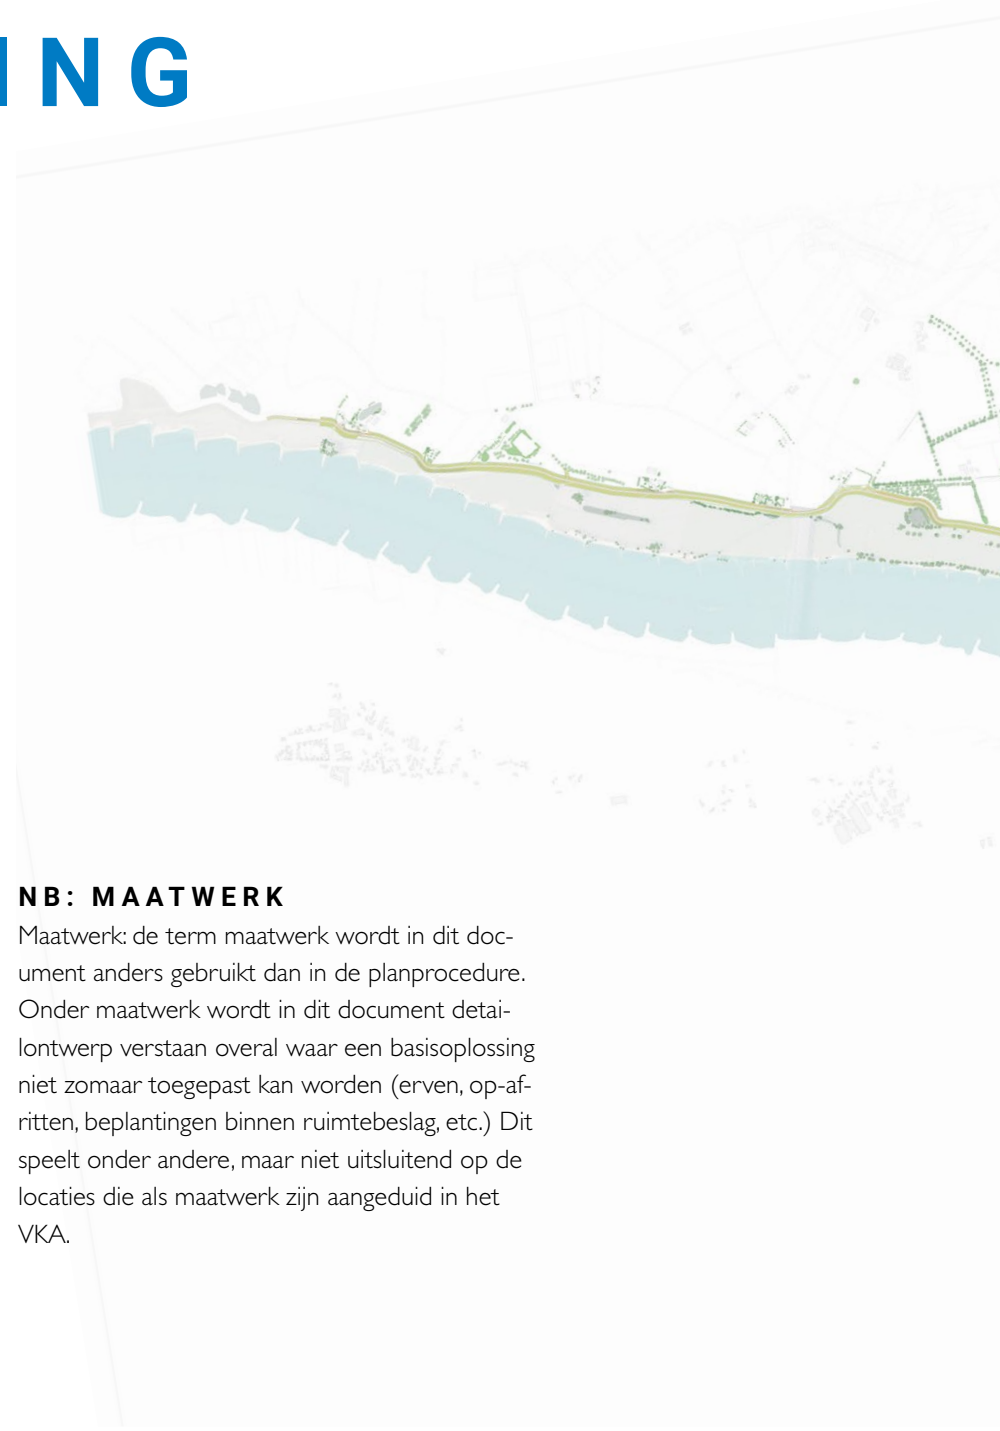 ING
NB: MAATWERK
Maatwerk: de term maatwerk wordt in dit doc-
ument anders gebruikt dan in de planprocedure.
Onder maatwerk wordt in dit document detai-
lontwerp verstaan overal waar een basisoplossing
niet zomaar toegepast kan worden (erven, op-af-
ritten, beplantingen binnen ruimtebeslag, etc.) Dit
speelt onder andere, maar niet uitsluitend op de
locaties die als maatwerk zijn aangeduid in het
VKA.